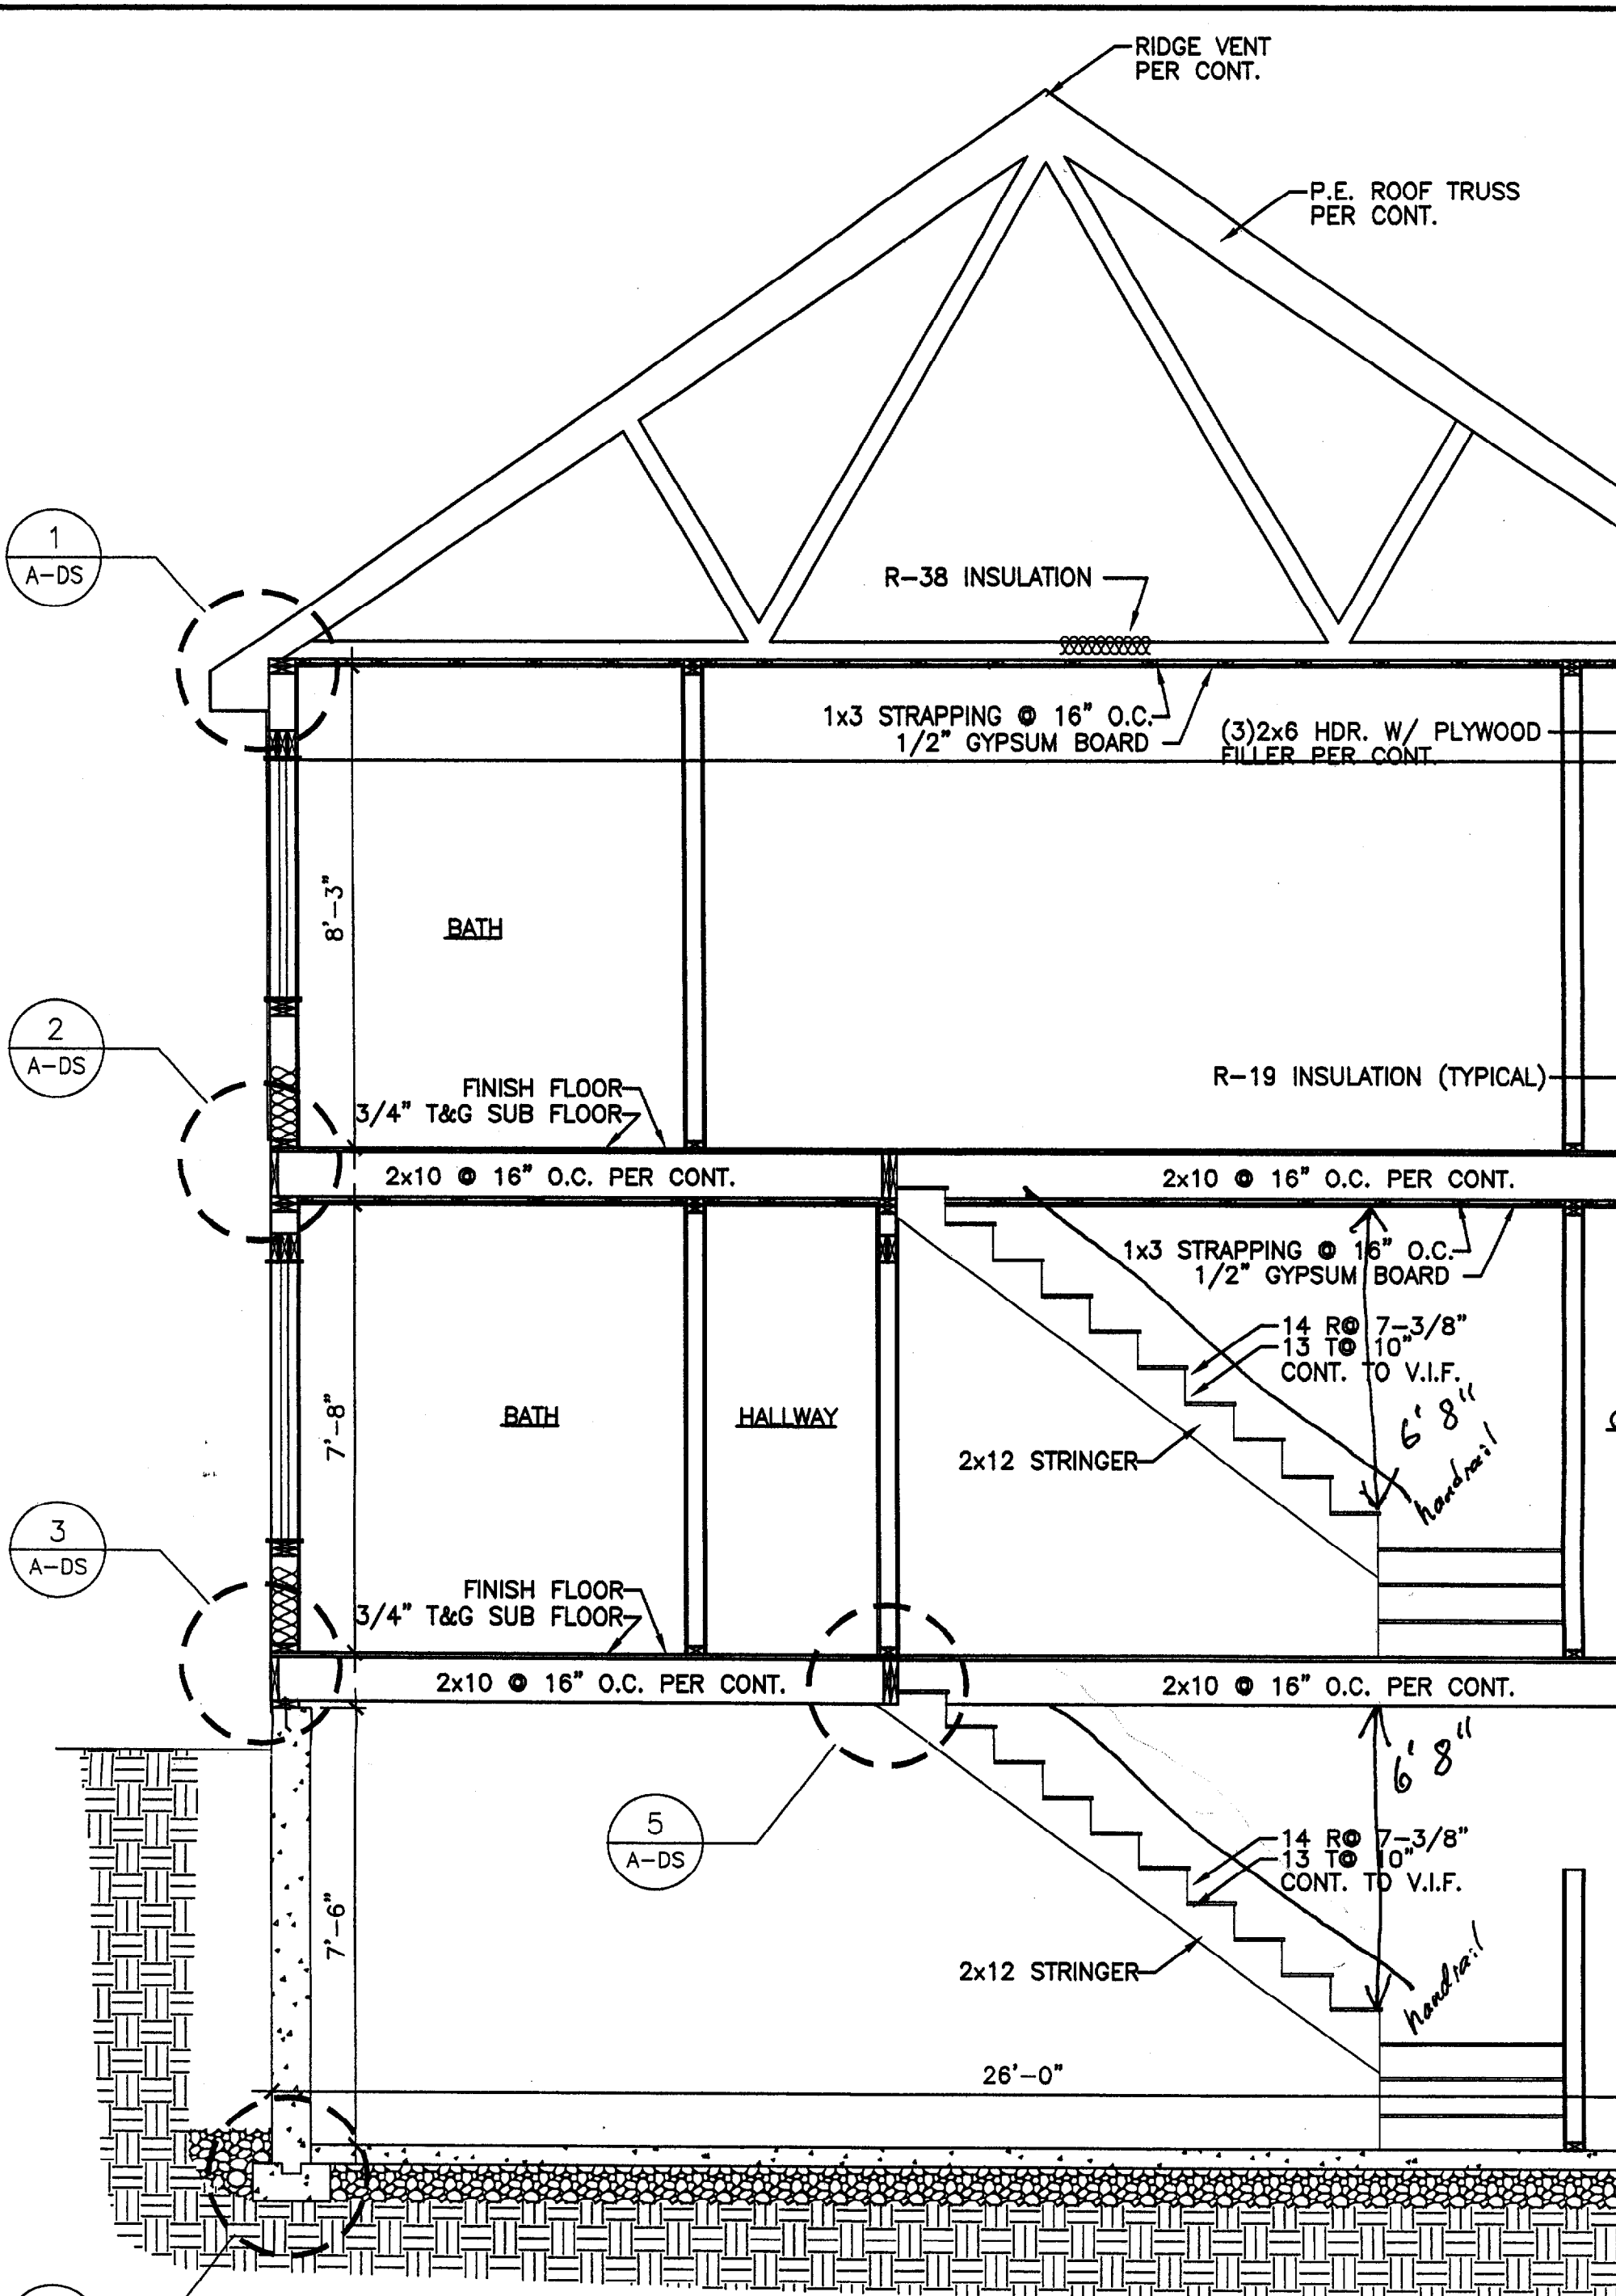 RIDGE VENT
PER CONT.
P.E. ROOF TRUSS
PER CONT.
1
A-DS
R-38 INSULATION
1x3 STRAPPING @ 16" O.C.
1/2" GYPSUM BOARD
(3)2x6 HDR. W/ PLYWOOD
FILLER PER CONT.
8'-3"
BATH
2
A-DS
R-19 INSULATION (TYPICAL)
FINISH FLOOR
3/4" T&G SUB FLOOR
2x10 @ 16" O.C. PER CONT.
2x10 @ 16" O.C. PER CONT.
1x3 STRAPPING @ 16" O.C.
1/2" GYPSUM BOARD
14 R@ 7-3/8"
13 T@ 10"
CONT. TO V.I.F.
6' 8"
handrail
7'-8"
BATH
HALLWAY
2x12 STRINGER
3
A-DS
FINISH FLOOR
3/4" T&G SUB FLOOR
2x10 @ 16" O.C. PER CONT.
2x10 @ 16" O.C. PER CONT.
6' 8"
5
A-DS
14 R@ 7-3/8"
13 T@ 10"
CONT. TO V.I.F.
7'-6"
2x12 STRINGER
handrail
26'-0"